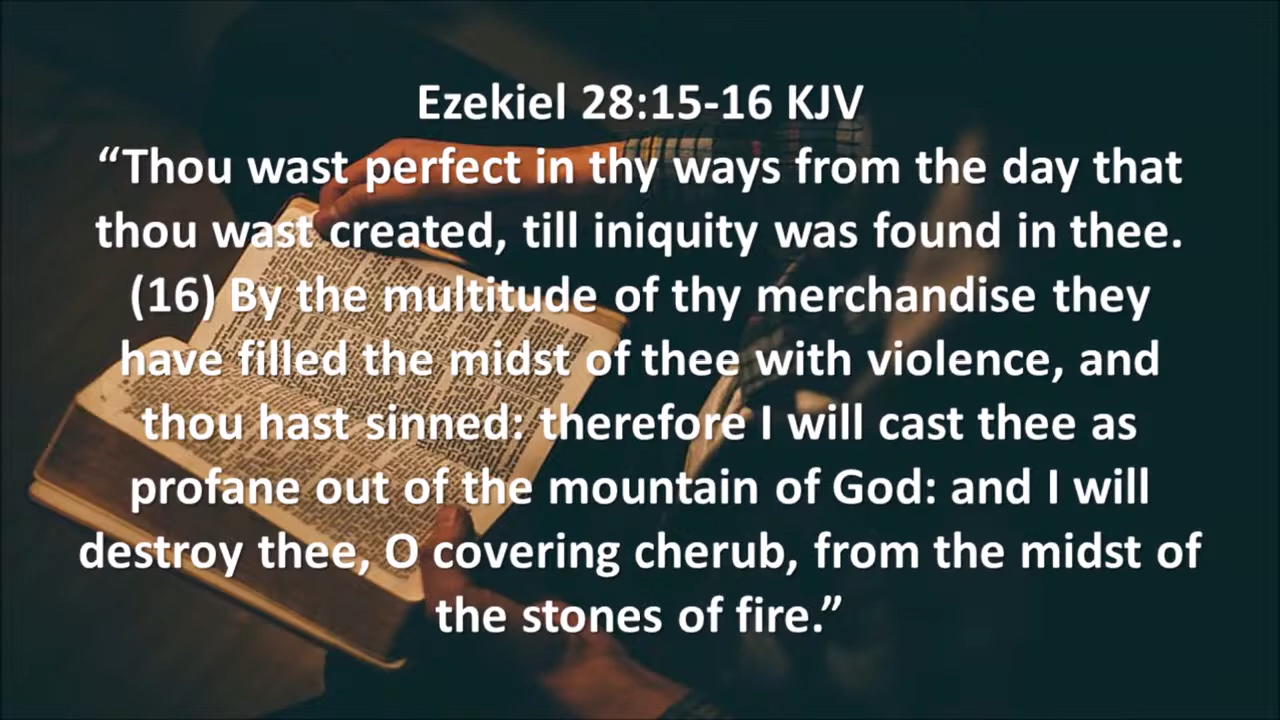 Ezekiel 28:15-16 KJV
“Thou wast perfect in thy ways from the day that
thou wast created, till iniquity was found in thee.
(16) By the multitude of thy merchandise they
have filled the midst of thee with violence, and
thou hast sinned: therefore I will cast thee as
profane out of the mountain of God: and I will
destroy thee, O covering cherub, from the midst of
the stones of fire.”